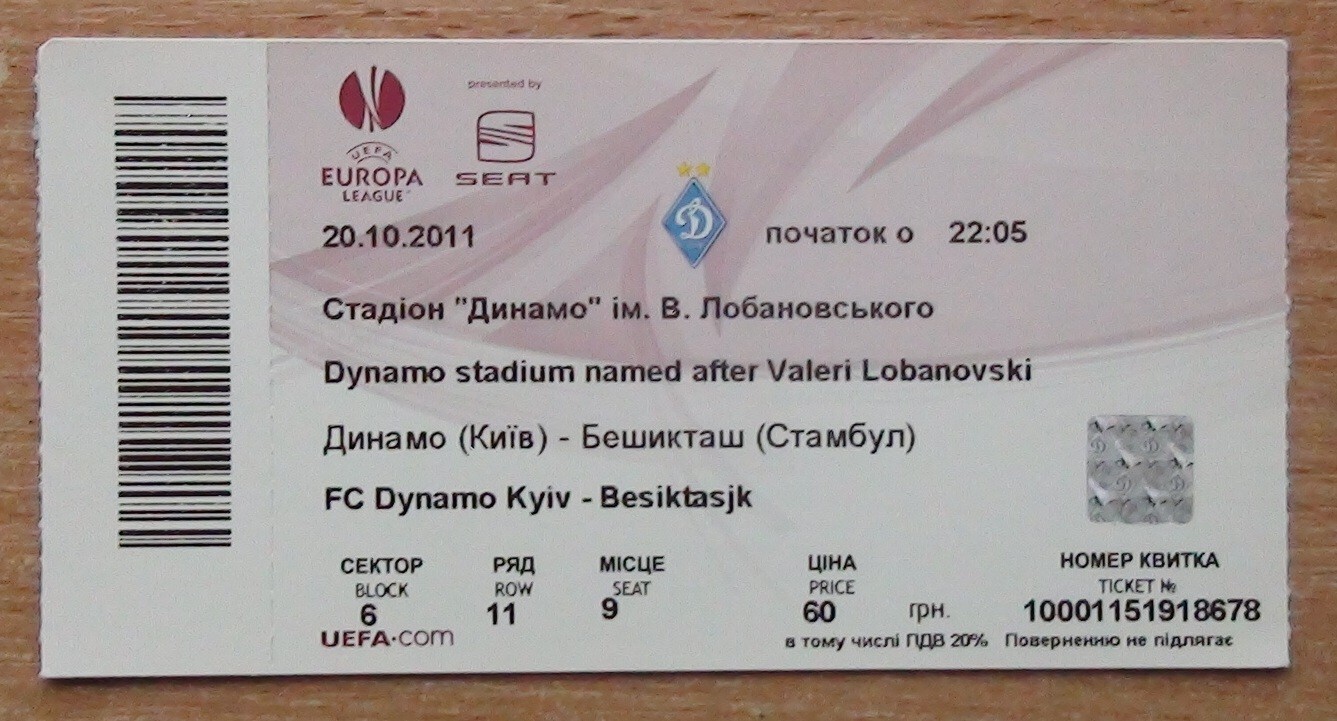 presented by
UEFA
EUROPA
LEAGUE
SEAT
20.10.2011
початок о 22:05
Стадіон "Динамо" ім. В. Лобановського
Dynamo stadium named after Valeri Lobanovski
Динамо (Київ) - Бешикташ (Стамбул)
FC Dynamo Kyiv - Besiktasjk
СЕКТОР РЯД МІСЦЕ ЦІНА НОМЕР КВИТКА
BLOCK ROW SEAT PRICE TICKET №
6 11 9 60 грн. 10001151918678
UEFA.com в тому числі ПДВ 20% Поверненню не підлягає